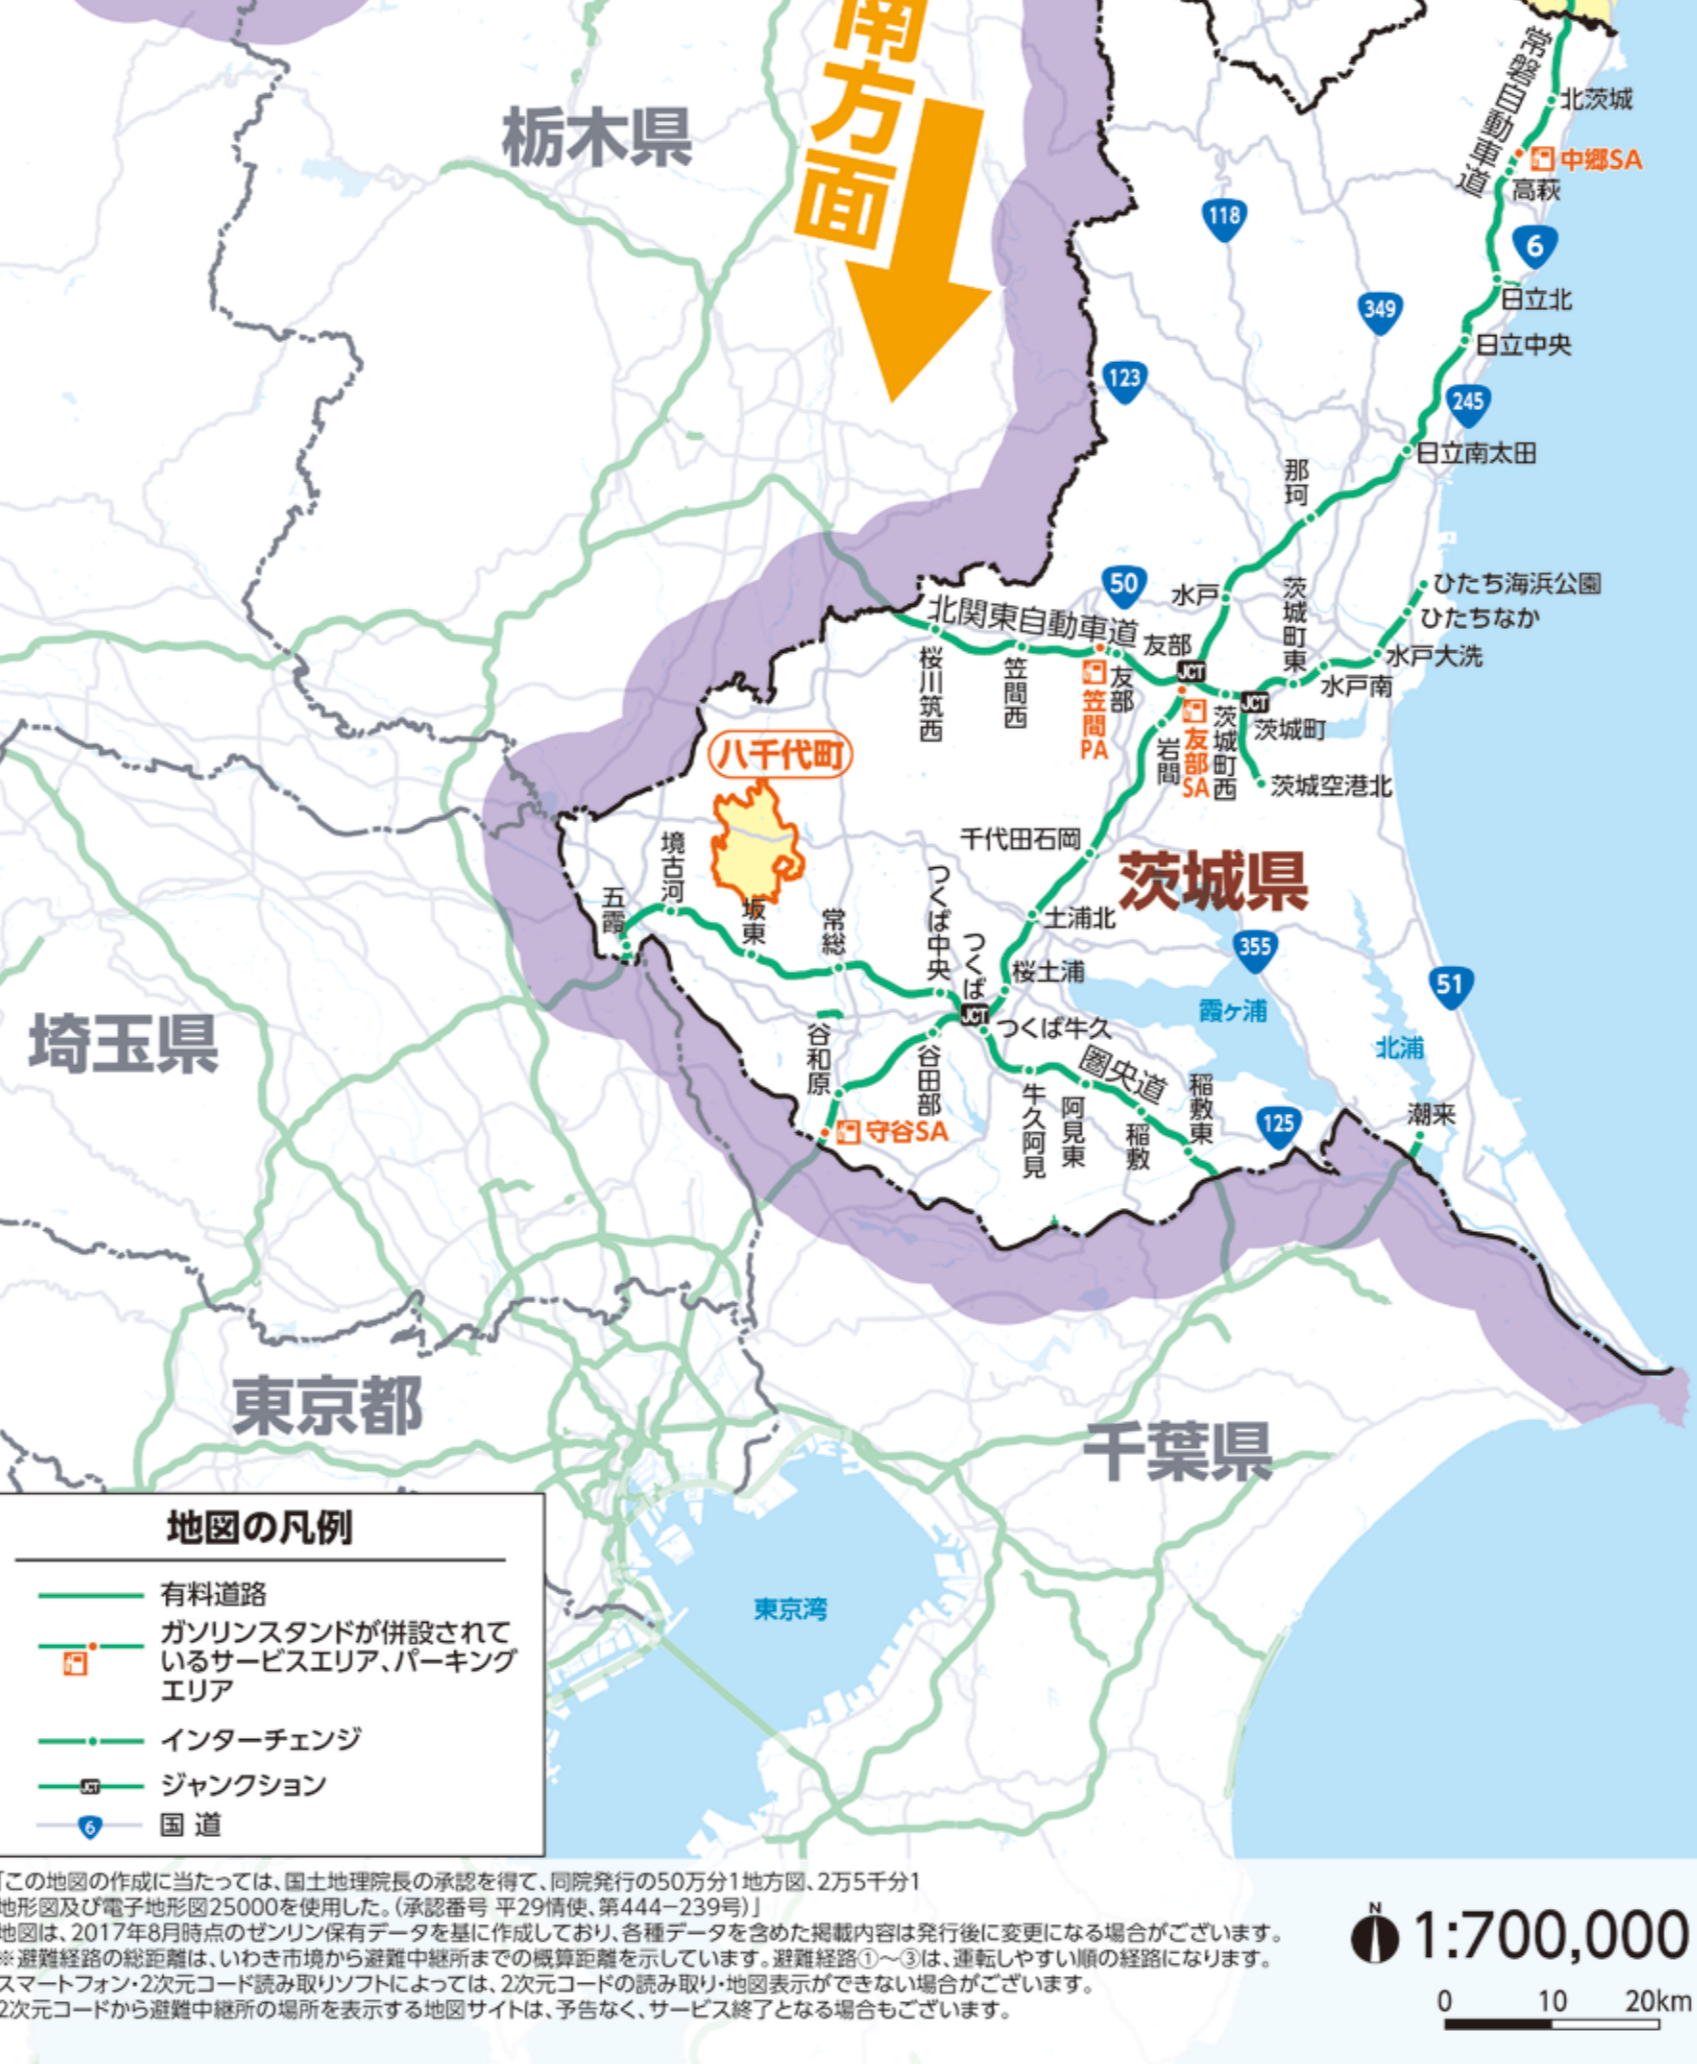 南方面
栃木県
常磐自動車道
北茨城
中郷SA
高萩
118
6
日立北
349
日立中央
123
245
日立南太田
那珂
50
水戸
茨城町東
ひたち海浜公園
ひたちなか
北関東自動車道
友部
JCT
水戸大洗
水戸南
桜川筑西
笠間西
笠間PA
友部
JCT
茨城町
岩間
友部SA
茨城町西
茨城空港北
八千代町
千代田石岡
茨城県
境古河
五霞
坂東
常総
つくば中央
つくば
JCT
土浦北
桜土浦
355
51
霞ヶ浦
北浦
埼玉県
谷和原
谷田部
つくば牛久
圏央道
牛久阿見
阿見東
稲敷
稲敷東
守谷SA
125
潮来
東京都
千葉県
東京湾
地図の凡例
有料道路
ガソリンスタンドが併設されて
いるサービスエリア、パーキング
エリア
インターチェンジ
JCT
ジャンクション
6
国道
「この地図の作成に当たっては、国土地理院長の承認を得て、同院発行の50万分1地方図、2万5千分1
地形図及び電子地形図25000を使用した。(承認番号 平29情使、第444−239号)」
地図は、2017年8月時点のゼンリン保有データを基に作成しており、各種データを含めた掲載内容は発行後に変更になる場合がございます。
※避難経路の総距離は、いわき市境から避難中継所までの概算距離を示しています。避難経路①〜③は、運転しやすい順の経路になります。
スマートフォン・2次元コード読み取りソフトによっては、2次元コードの読み取り・地図表示ができない場合がございます。
2次元コードから避難中継所の場所を表示する地図サイトは、予告なく、サービス終了となる場合もございます。
N
1:700,000
0 10 20km